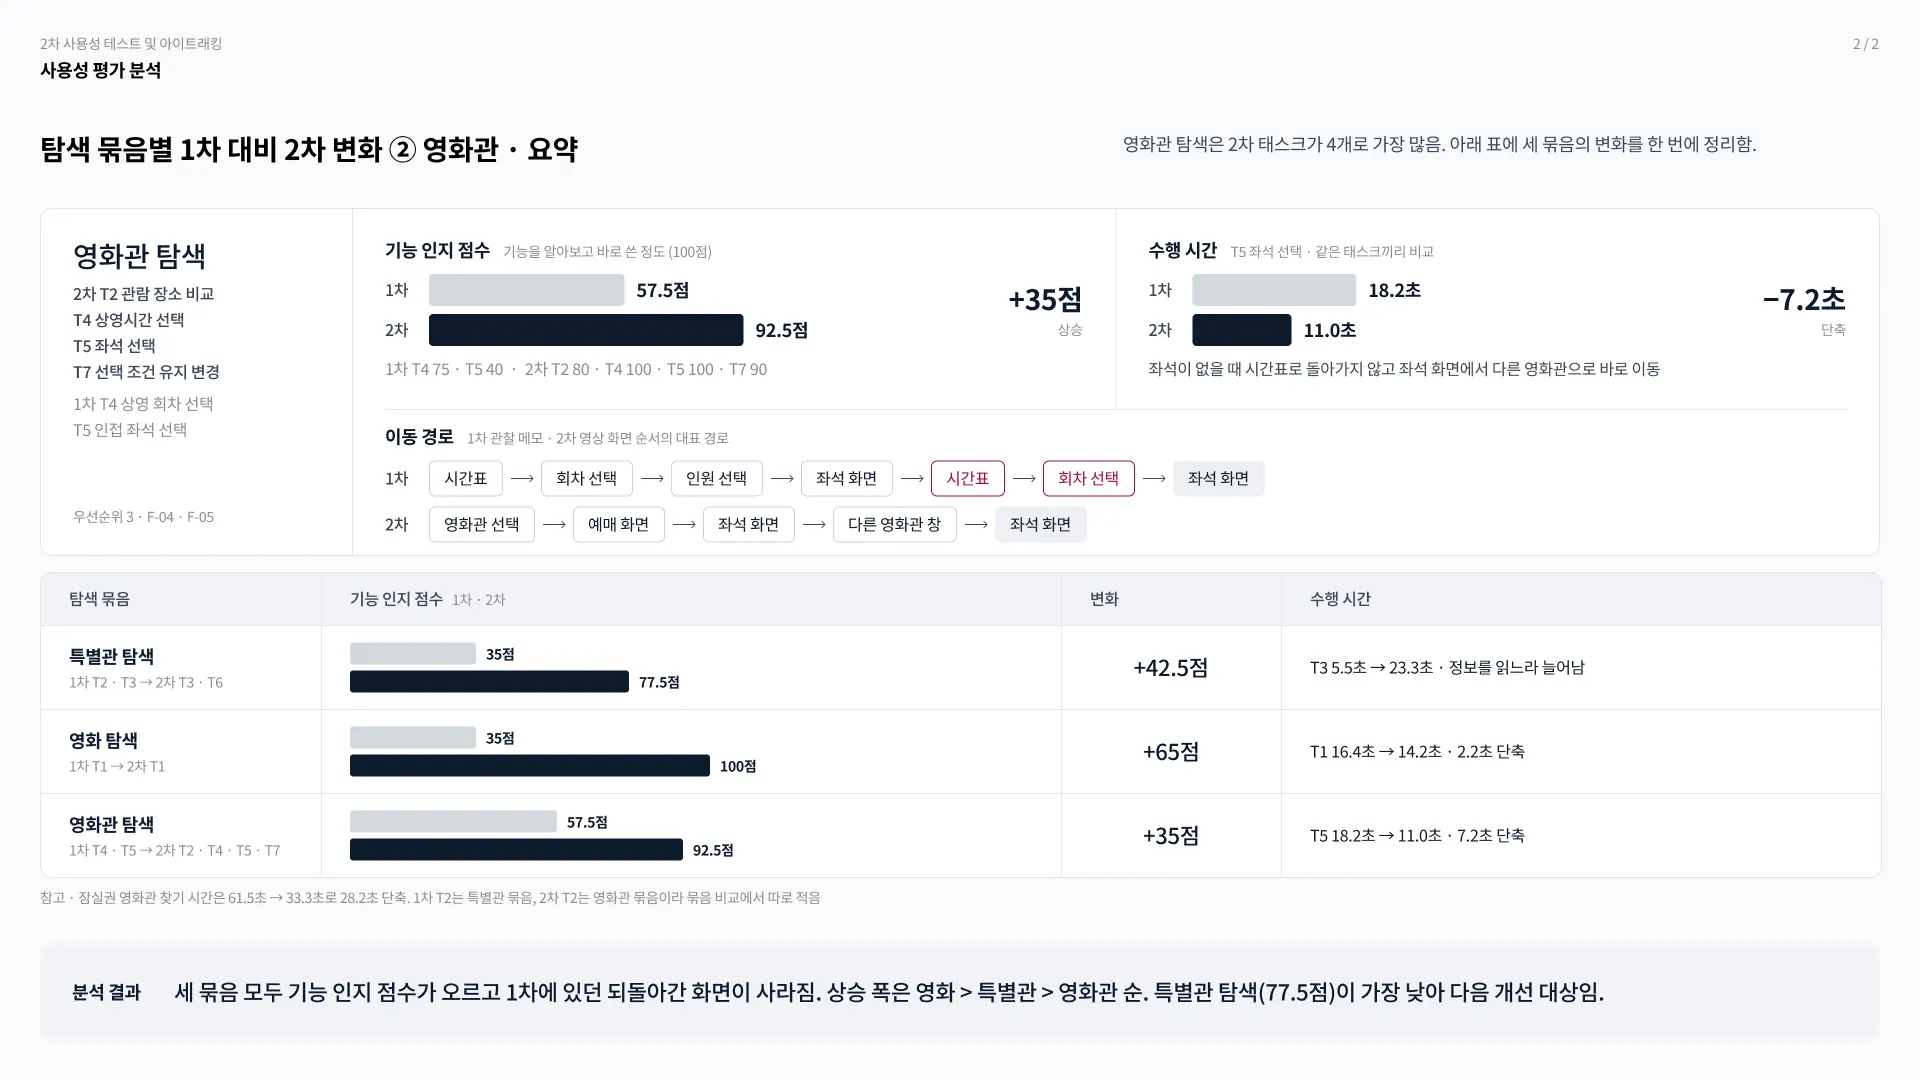 2차 사용성 테스트 및 아이트래킹
사용성 평가 분석
2 / 2
탐색 묶음별 1차 대비 2차 변화 ② 영화관 · 요약
영화관 탐색은 2차 태스크가 4개로 가장 많음. 아래 표에 세 묶음의 변화를 한 번에 정리함.
영화관 탐색
2차 T2 관람 장소 비교
T4 상영시간 선택
T5 좌석 선택
T7 선택 조건 유지 변경
1차 T4 상영 회차 선택
T5 인접 좌석 선택
우선순위 3 · F-04 · F-05
기능 인지 점수 기능을 알아보고 바로 쓴 정도 (100점)
1차 57.5점
2차 92.5점
+35점
상승
1차 T4 75 · T5 40 · 2차 T2 80 · T4 100 · T5 100 · T7 90
수행 시간 T5 좌석 선택 · 같은 태스크끼리 비교
1차 18.2초
2차 11.0초
−7.2초
단축
좌석이 없을 때 시간표로 돌아가지 않고 좌석 화면에서 다른 영화관으로 바로 이동
이동 경로 1차 관찰 메모 · 2차 영상 화면 순서의 대표 경로
1차 시간표 → 회차 선택 → 인원 선택 → 좌석 화면 → 시간표 → 회차 선택 → 좌석 화면
2차 영화관 선택 → 예매 화면 → 좌석 화면 → 다른 영화관 창 → 좌석 화면
탐색 묶음 기능 인지 점수 1차 · 2차 변화 수행 시간
특별관 탐색
1차 T2 · T3 → 2차 T3 · T6
35점
77.5점
+42.5점
T3 5.5초 → 23.3초 · 정보를 읽느라 늘어남
영화 탐색
1차 T1 → 2차 T1
35점
100점
+65점
T1 16.4초 → 14.2초 · 2.2초 단축
영화관 탐색
1차 T4 · T5 → 2차 T2 · T4 · T5 · T7
57.5점
92.5점
+35점
T5 18.2초 → 11.0초 · 7.2초 단축
참고 · 잠실권 영화관 찾기 시간은 61.5초 → 33.3초로 28.2초 단축. 1차 T2는 특별관 묶음, 2차 T2는 영화관 묶음이라 묶음 비교에서 따로 적음
분석 결과 세 묶음 모두 기능 인지 점수가 오르고 1차에 있던 되돌아간 화면이 사라짐. 상승 폭은 영화 > 특별관 > 영화관 순. 특별관 탐색(77.5점)이 가장 낮아 다음 개선 대상임.